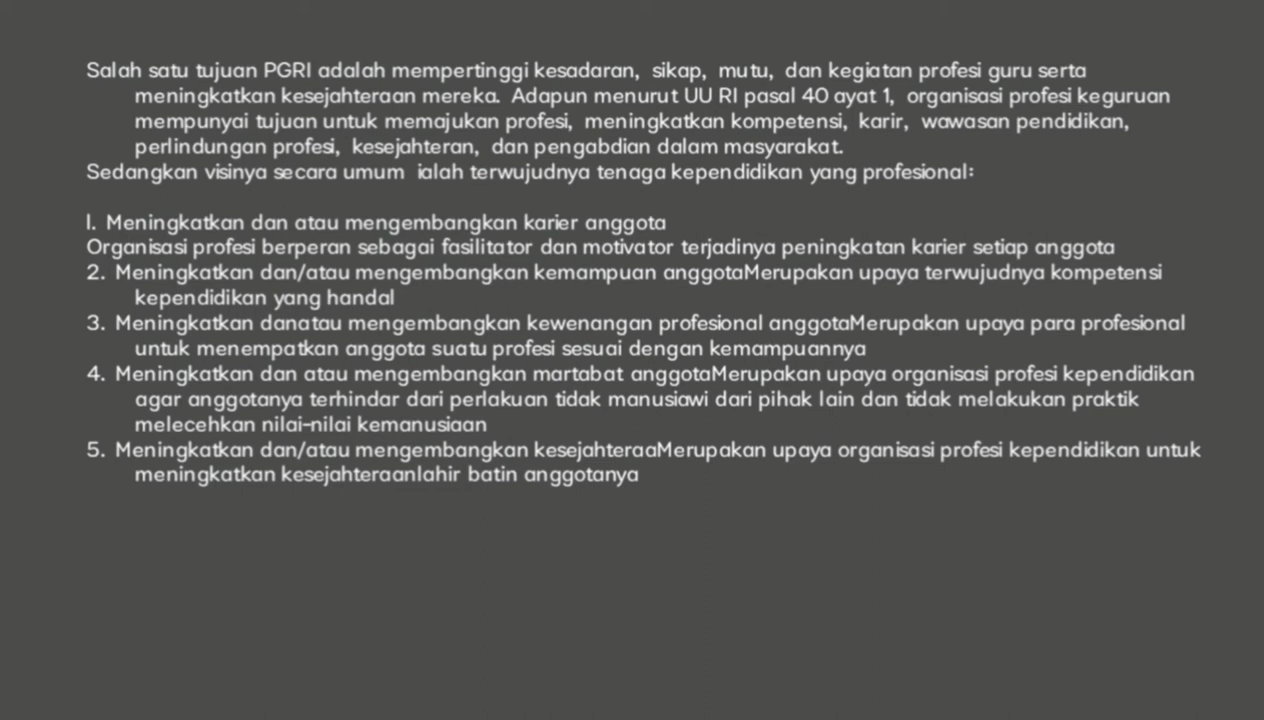 Salah satu tujuan PGRI adalah mempertinggi kesadaran, sikap, mutu, dan kegiatan profesi guru serta
meningkatkan kesejahteraan mereka. Adapun menurut UU RI pasal 40 ayat 1, organisasi profesi keguruan
mempunyai tujuan untuk memajukan profesi, meningkatkan kompetensi, karir, wawasan pendidikan,
perlindungan profesi, kesejahteran, dan pengabdian dalam masyarakat.
Sedangkan visinya secara umum ialah terwujudnya tenaga kependidikan yang profesional:
l. Meningkatkan dan atau mengembangkan karier anggota
Organisasi profesi berperan sebagai fasilitator dan motivator terjadinya peningkatan karier setiap anggota
2. Meningkatkan dan/atau mengembangkan kemampuan anggotaMerupakan upaya terwujudnya kompetensi
kependidikan yang handal
3. Meningkatkan danatau mengembangkan kewenangan profesional anggotaMerupakan upaya para profesional
untuk menempatkan anggota suatu profesi sesuai dengan kemampuannya
4. Meningkatkan dan atau mengembangkan martabat anggotaMerupakan upaya organisasi profesi kependidikan
agar anggotanya terhindar dari perlakuan tidak manusiawi dari pihak lain dan tidak melakukan praktik
melecehkan nilai-nilai kemanusiaan
5. Meningkatkan dan/atau mengembangkan kesejahteraaMerupakan upaya organisasi profesi kependidikan untuk
meningkatkan kesejahteraanlahir batin anggotanya